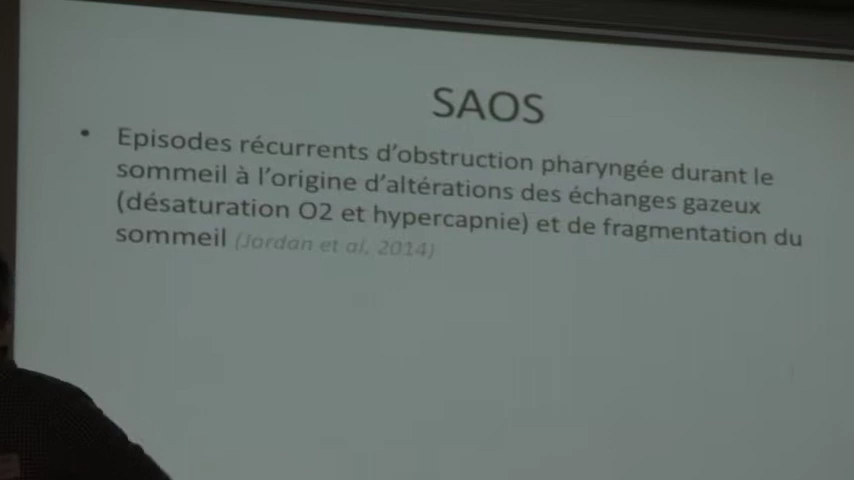 SAOS
• Episodes récurrents d'obstruction pharyngée durant le
sommeil à l'origine d'altérations des échanges gazeux
(désaturation O2 et hypercapnie) et de fragmentation du
sommeil (Jordan et al, 2014)